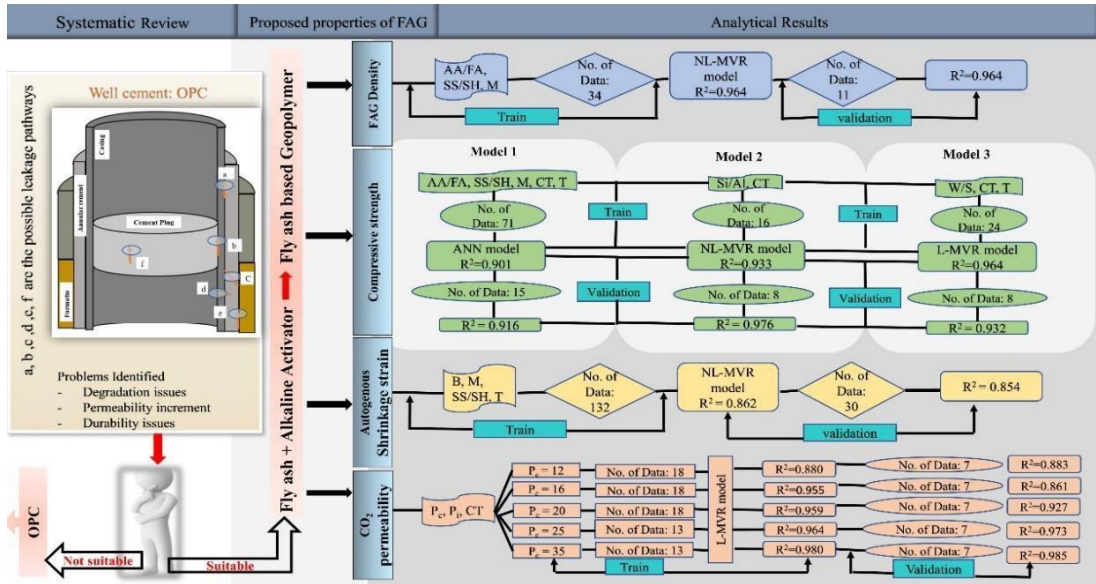 Systematic Review
Proposed properties of FAG
Analytical Results
a, b ,c ,d ,e, f are the possible leakage pathways
Well cement: OPC
Casing
Annular cement
Cement Plug
Formatio
a
b
f
C
d
e
Problems Identified
- Degradation issues
- Permeability increment
- Durability issues
OPC
Not suitable
Suitable
Fly ash + Alkaline Activator
Fly ash based Geopolymer
FAG Density
AA/FA,
SS/SH, M
No. of
Data:
34
NL-MVR
model
R²=0.964
No. of
Data:
11
R²=0.964
Train
validation
Compressive strength
Model 1
Model 2
Model 3
AA/FA, SS/SH, M, CT, T
Si/Al, CT
W/S, CT, T
No. of
Data: 71
Train
No. of
Data: 16
Train
No. of
Data: 24
ANN model
R²=0.901
NL-MVR model
R²=0.933
L-MVR model
R²=0.964
No. of Data: 15
Validation
No. of Data: 8
Validation
No. of Data: 8
R² = 0.916
R² = 0.976
R² = 0.932
Autogenous
Shrinkage strain
B, M,
SS/SH, T
No. of
Data:
132
NL-MVR
model
R² = 0.862
No. of
Data:
30
R² = 0.854
Train
validation
CO₂
permeability
P꜀, Pᵢ, CT
P꜀ = 12
No. of Data: 18
R²=0.880
No. of Data: 7
R²=0.883
P꜀ = 16
No. of Data: 18
R²=0.955
No. of Data: 7
R²=0.861
P꜀ = 20
No. of Data: 18
R²=0.959
No. of Data: 7
R²=0.927
P꜀ = 25
No. of Data: 13
R²=0.964
No. of Data: 7
R²=0.973
P꜀ = 35
No. of Data: 13
R²=0.980
No. of Data: 7
R²=0.985
L-MVR model
Train
Validation